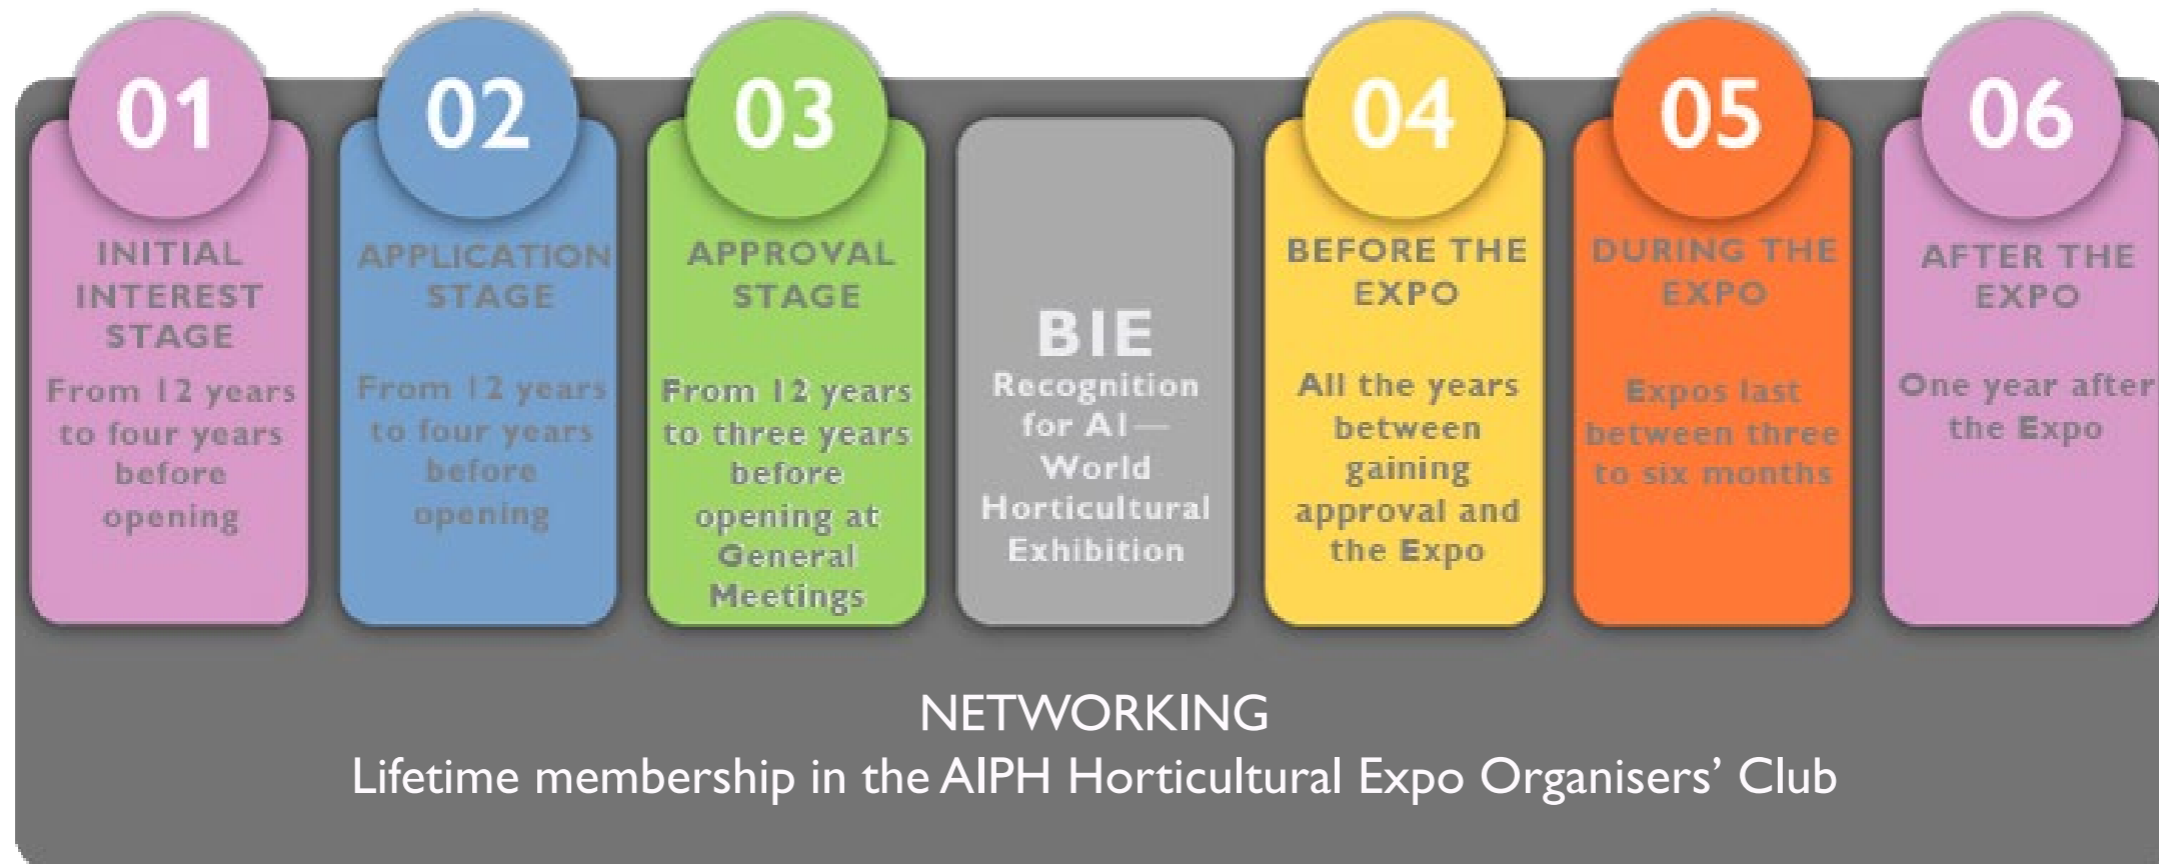 01
INITIAL
INTEREST
STAGE
From 12 years
to four years
before
opening
02
APPLICATION
STAGE
From 12 years
to four years
before
opening
03
APPROVAL
STAGE
From 12 years
to three years
before
opening at
General
Meetings
BIE
Recognition
for A1—
World
Horticultural
Exhibition
04
BEFORE THE
EXPO
All the years
between
gaining
approval and
the Expo
05
DURING THE
EXPO
Expos last
between three
to six months
06
AFTER THE
EXPO
One year after
the Expo
NETWORKING
Lifetime membership in the AIPH Horticultural Expo Organisers’ Club